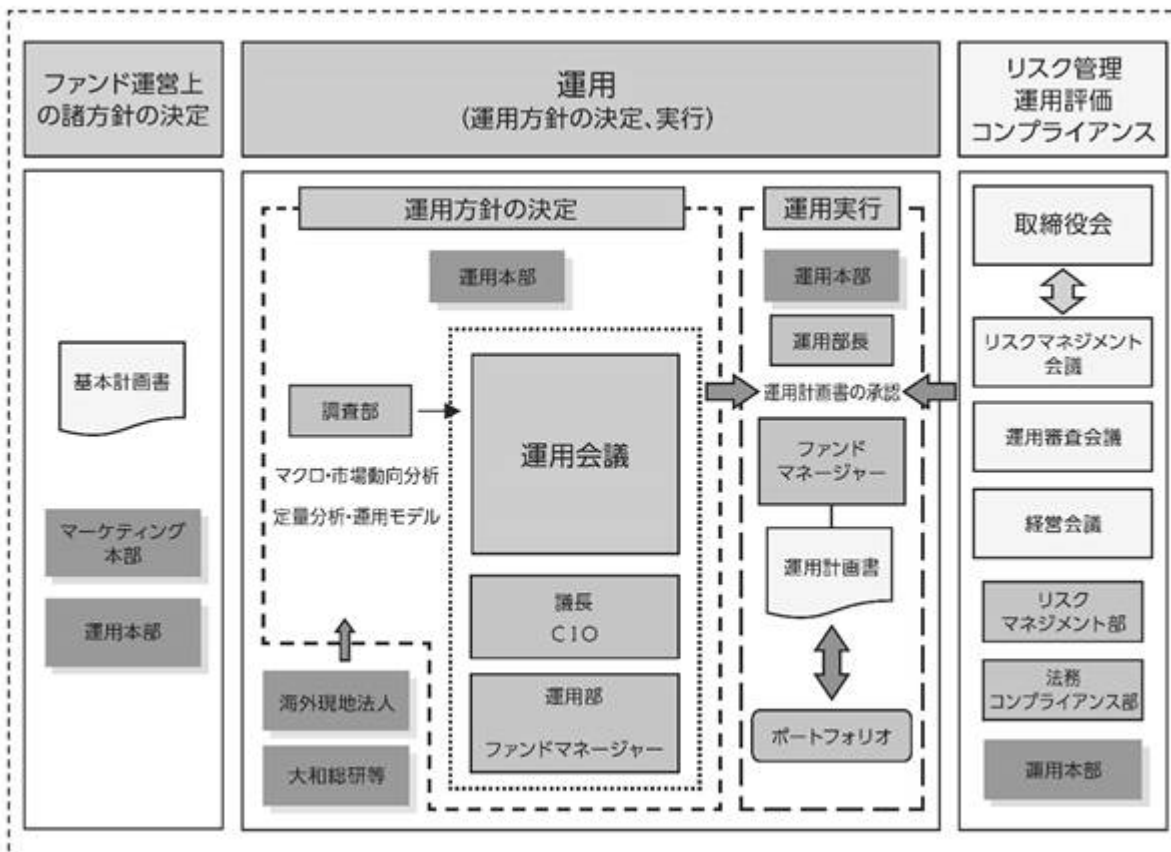 ファンド運営上
の諸方針の決定
運用
(運用方針の決定、実行)
リスク管理
運用評価
コンプライアンス
基本計画書
マーケティング
本部
運用本部
運用方針の決定
運用本部
調査部
マクロ・市場動向分析
定量分析・運用モデル
運用会議
議長
CIO
運用部
ファンドマネージャー
海外現地法人
大和総研等
運用実行
運用本部
運用部長
運用計画書の承認
ファンド
マネージャー
運用計画書
ポートフォリオ
取締役会
リスクマネジメント
会議
運用審査会議
経営会議
リスク
マネジメント部
法務
コンプライアンス部
運用本部